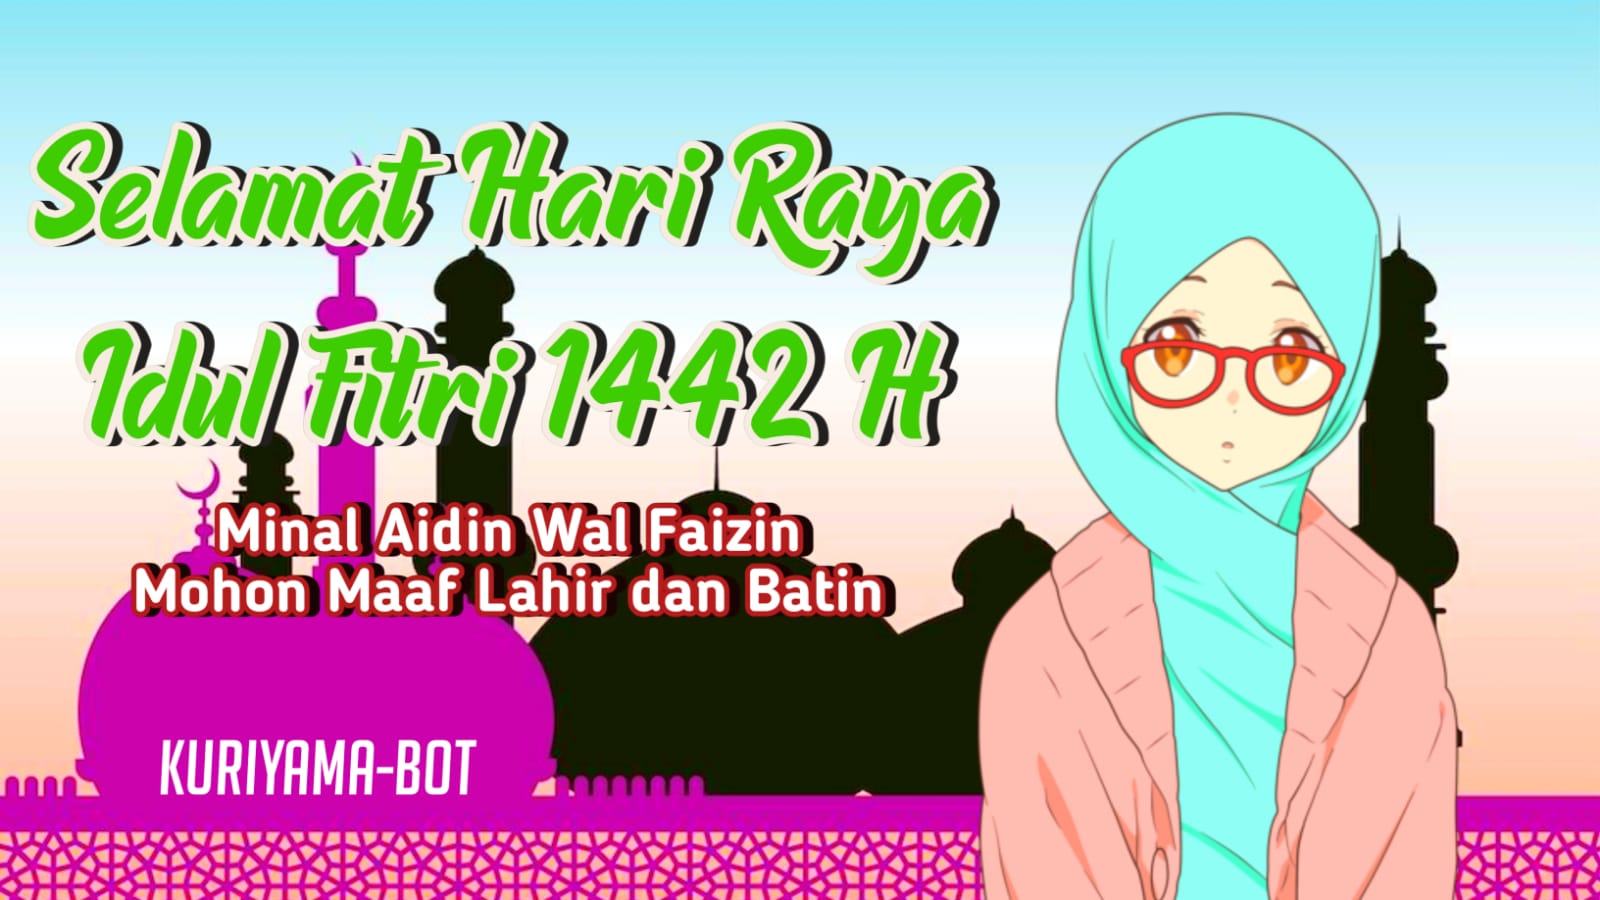 Selamat Hari Raya
Idul Fitri 1442 H
Minal Aidin Wal Faizin
Mohon Maaf Lahir dan Batin
KURIYAMA-BOT